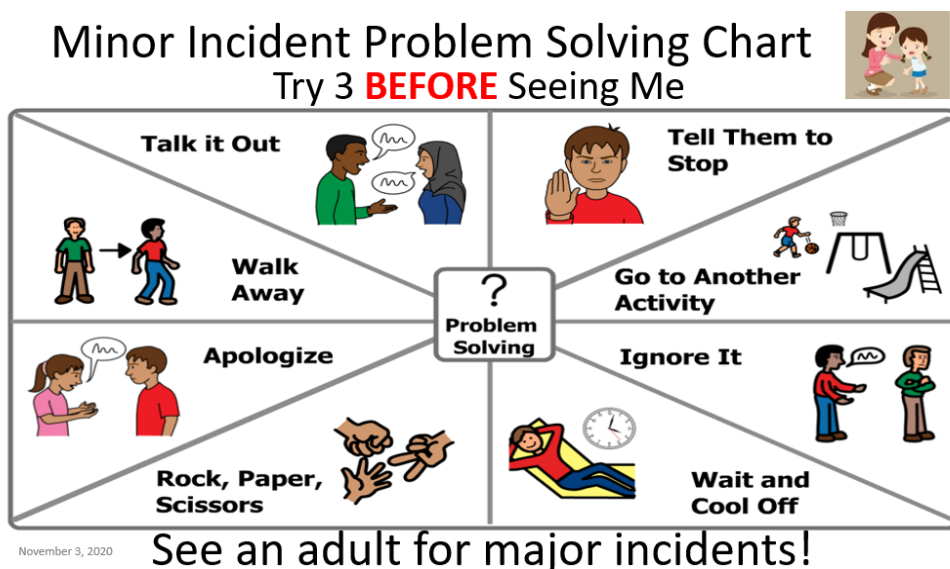 Minor Incident Problem Solving Chart
Try 3 BEFORE Seeing Me
Talk it Out
Tell Them to
Stop
Walk
Away
Go to Another
Activity
?
Problem
Solving
Apologize
Ignore It
Rock, Paper,
Scissors
Wait and
Cool Off
November 3, 2020
See an adult for major incidents!